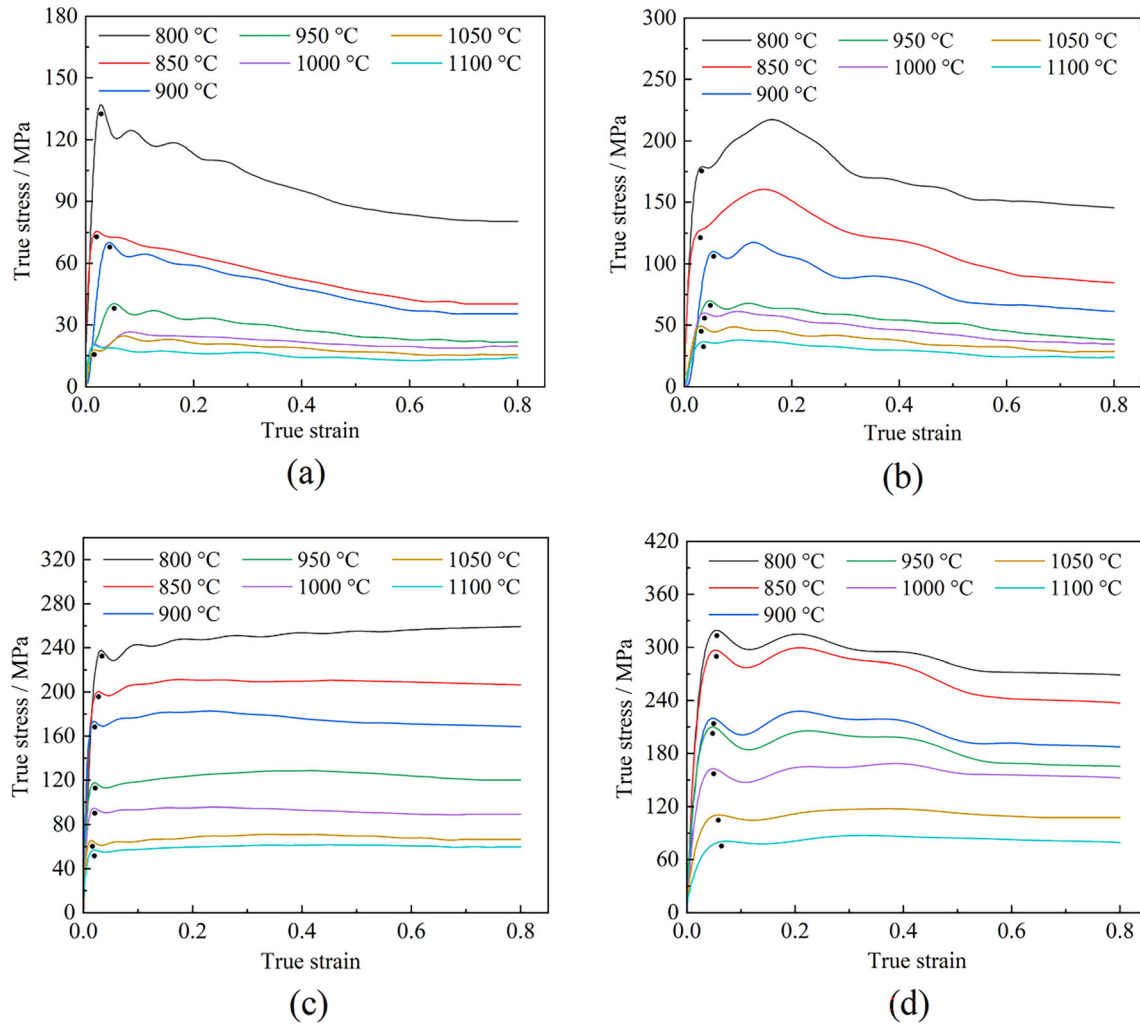 180
150
120
90
60
30
0
True stress / MPa
800 °C 950 °C 1050 °C
850 °C 1000 °C 1100 °C
900 °C
0.0 0.2 0.4 0.6 0.8
True strain
(a)
300
250
200
150
100
50
0
True stress / MPa
800 °C 950 °C 1050 °C
850 °C 1000 °C 1100 °C
900 °C
0.0 0.2 0.4 0.6 0.8
True strain
(b)
320
280
240
200
160
120
80
40
0
True stress / MPa
800 °C 950 °C 1050 °C
850 °C 1000 °C 1100 °C
900 °C
0.0 0.2 0.4 0.6 0.8
True strain
(c)
420
360
300
240
180
120
60
0
True stress / MPa
800 °C 950 °C 1050 °C
850 °C 1000 °C 1100 °C
900 °C
0.0 0.2 0.4 0.6 0.8
True strain
(d)